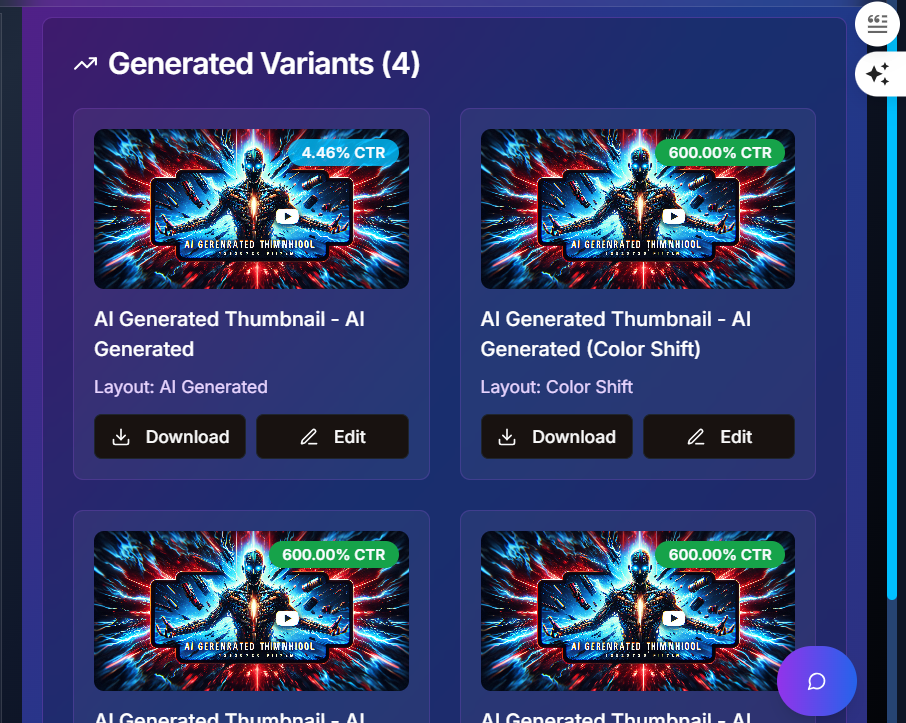 Generated Variants (4)
4.46% CTR
AI GERENRATED THIMNHIOOL
AI Generated Thumbnail - AI
Generated
Layout: AI Generated
Download
Edit
600.00% CTR
AI GERENRATED THIMNHIOOL
AI Generated Thumbnail - AI
Generated (Color Shift)
Layout: Color Shift
Download
Edit
600.00% CTR
AI GERENRATED THIMNHIOOL
AI Generated Thumbnail - AI
600.00% CTR
AI GERENRATED THIMNHIOOL
AI Generated Thumbnail - AI